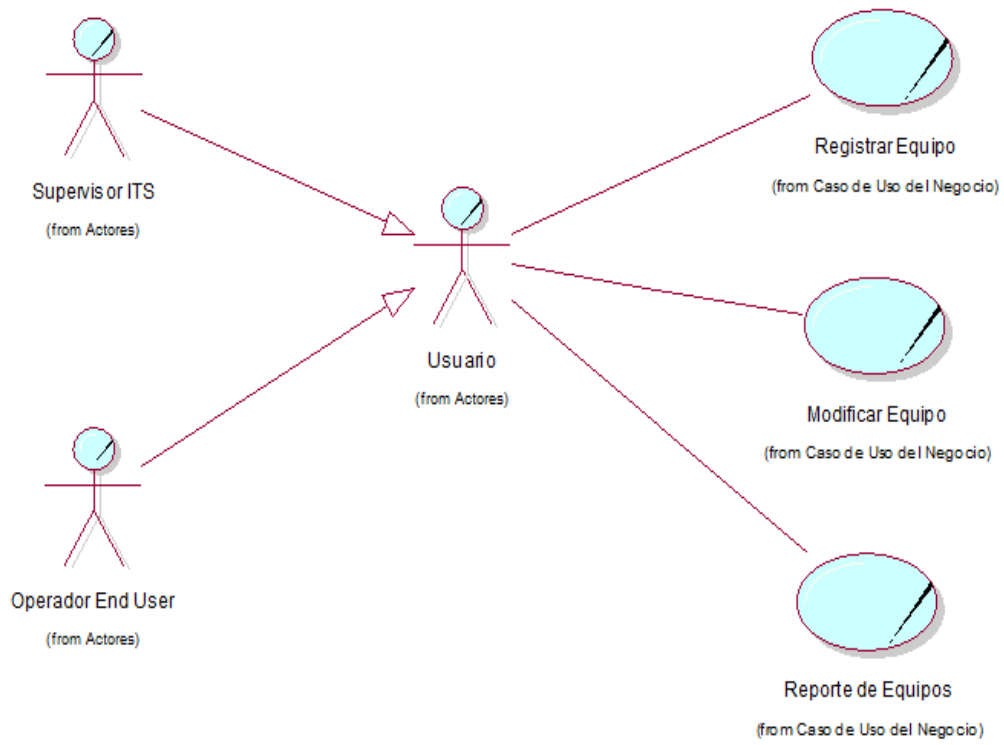 Supervisor ITS
(from Actores)
Registrar Equipo
(from Caso de Uso del Negocio)
Usuario
(from Actores)
Modificar Equipo
(from Caso de Uso del Negocio)
Operador End User
(from Actores)
Reporte de Equipos
(from Caso de Uso del Negocio)